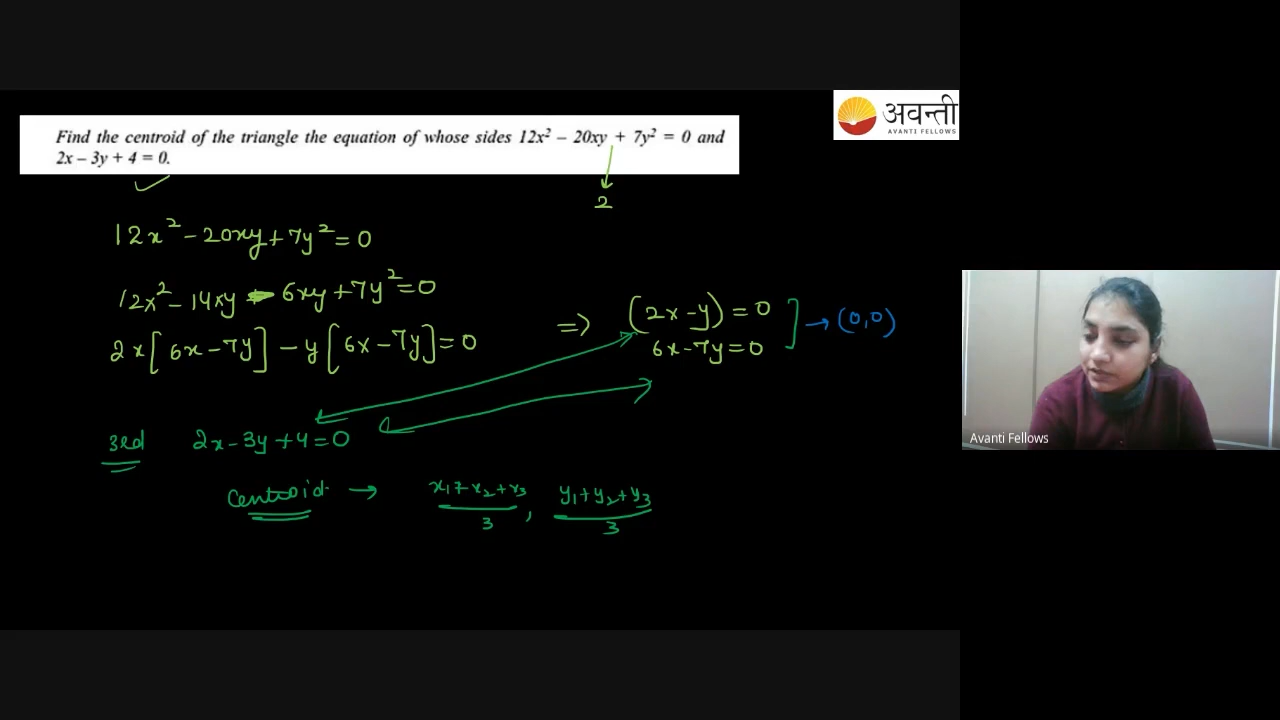 अवन्ती
AVANTI FELLOWS
Find the centroid of the triangle the equation of whose sides 12x² – 20xy + 7y² = 0 and
2x – 3y + 4 = 0.
2
12x² - 20xy + 7y² = 0
12x² - 14xy - 6xy + 7y² = 0
2x[6x - 7y] - y[6x - 7y] = 0
=> (2x - y) = 0
6x - 7y = 0
] → (0,0)
3rd 2x - 3y + 4 = 0
Centroid → x₁+x₂+x₃/3 , y₁+y₂+y₃/3
Avanti Fellows